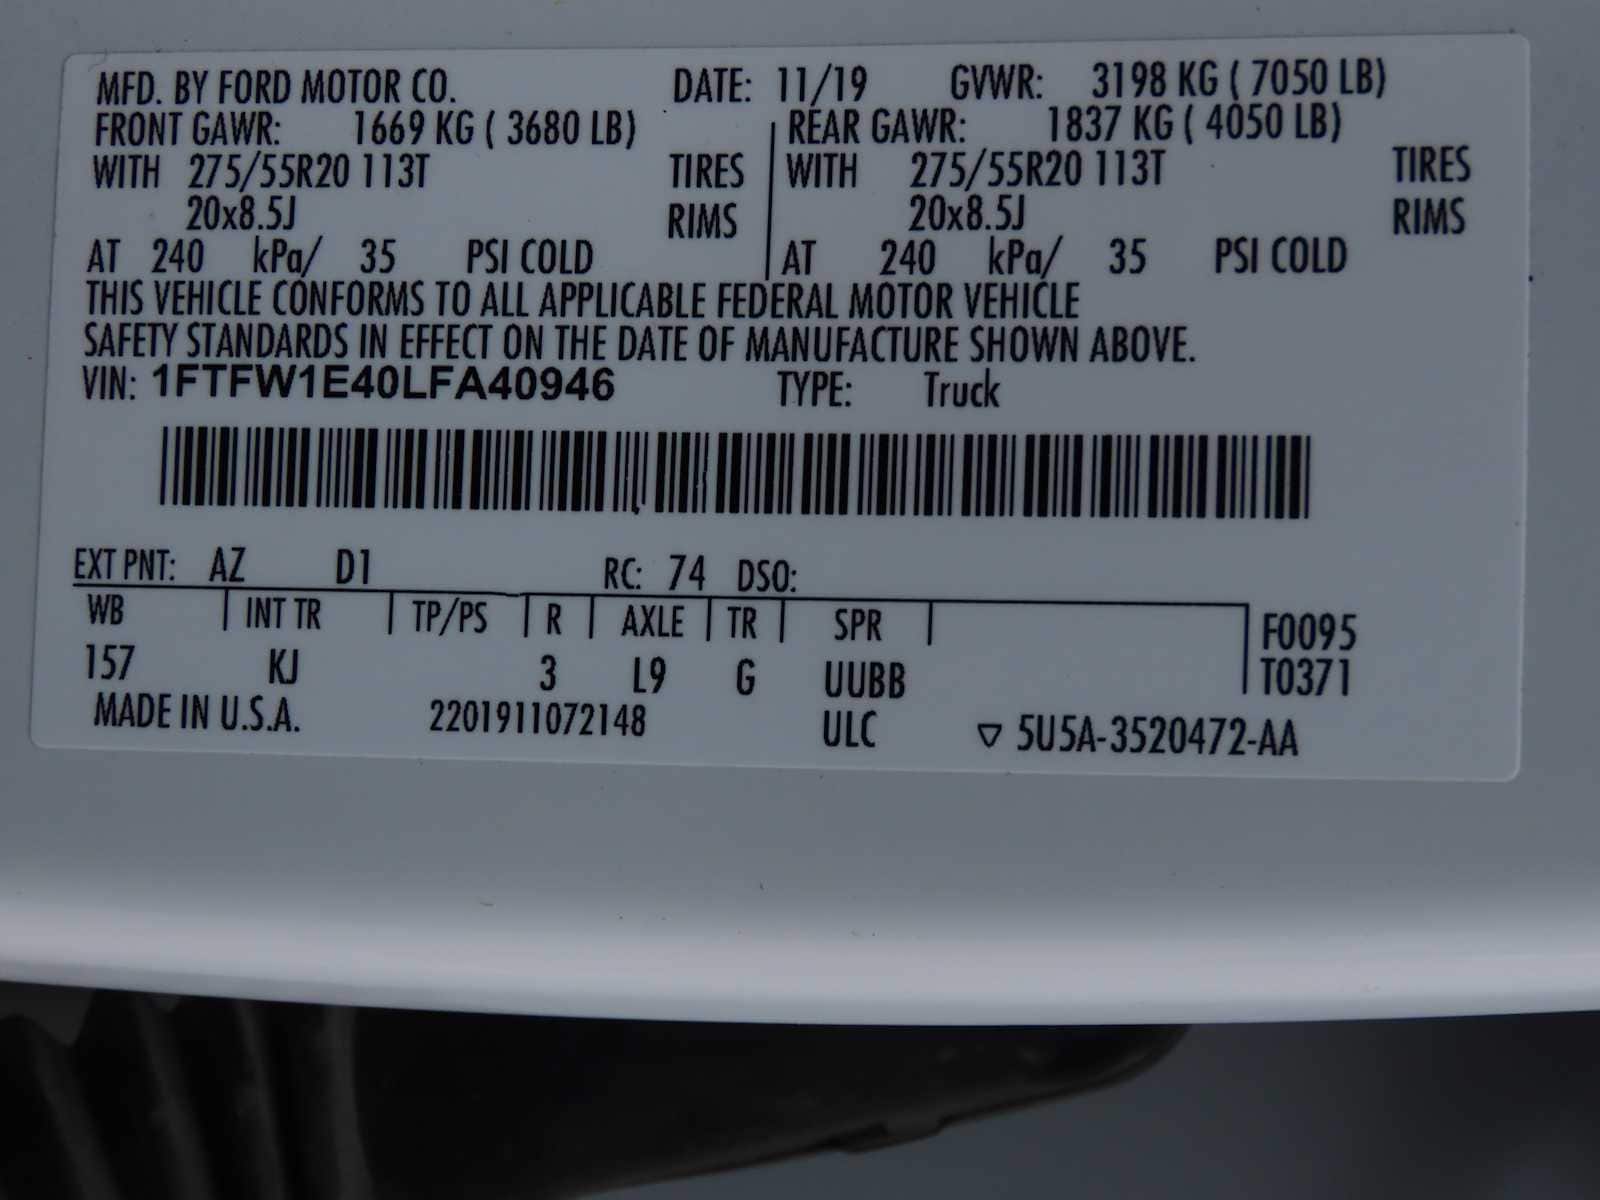 MFD. BY FORD MOTOR CO. DATE: 11/19 GVWR: 3198 KG ( 7050 LB)
FRONT GAWR: 1669 KG ( 3680 LB) REAR GAWR: 1837 KG ( 4050 LB)
WITH 275/55R20 113T TIRES WITH 275/55R20 113T TIRES
20x8.5J RIMS 20x8.5J RIMS
AT 240 kPa/ 35 PSI COLD AT 240 kPa/ 35 PSI COLD
THIS VEHICLE CONFORMS TO ALL APPLICABLE FEDERAL MOTOR VEHICLE
SAFETY STANDARDS IN EFFECT ON THE DATE OF MANUFACTURE SHOWN ABOVE.
VIN: 1FTFW1E40LFA40946 TYPE: Truck
EXT PNT: AZ D1 RC: 74 DSO:
WB INT TR TP/PS R AXLE TR SPR F0095
157 KJ 3 L9 G UUBB T0371
MADE IN U.S.A. 2201911072148 ULC ▽ 5U5A-3520472-AA